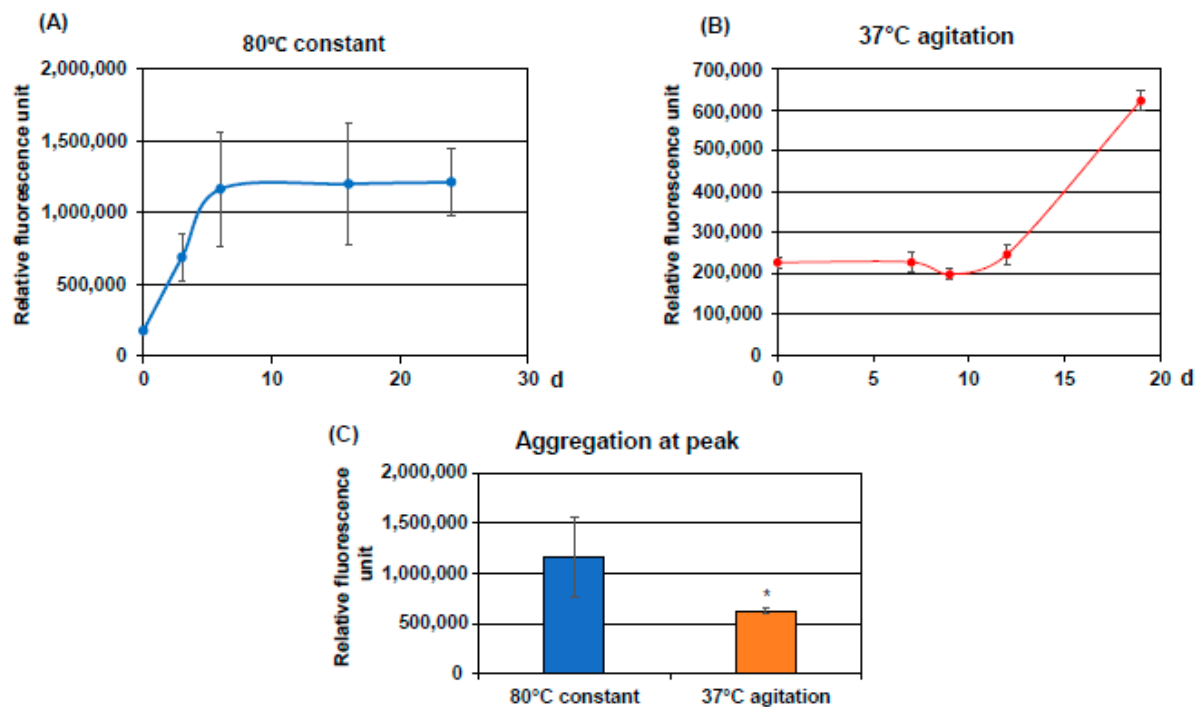 (A)
80°C constant
Relative fluorescence unit
2,000,000
1,500,000
1,000,000
500,000
0
0 10 20 30 d
(B)
37°C agitation
Relative fluorescence unit
700,000
600,000
500,000
400,000
300,000
200,000
100,000
0
0 5 10 15 20 d
(C)
Aggregation at peak
Relative fluorescence
unit
2,000,000
1,500,000
1,000,000
500,000
0
*
80°C constant 37°C agitation